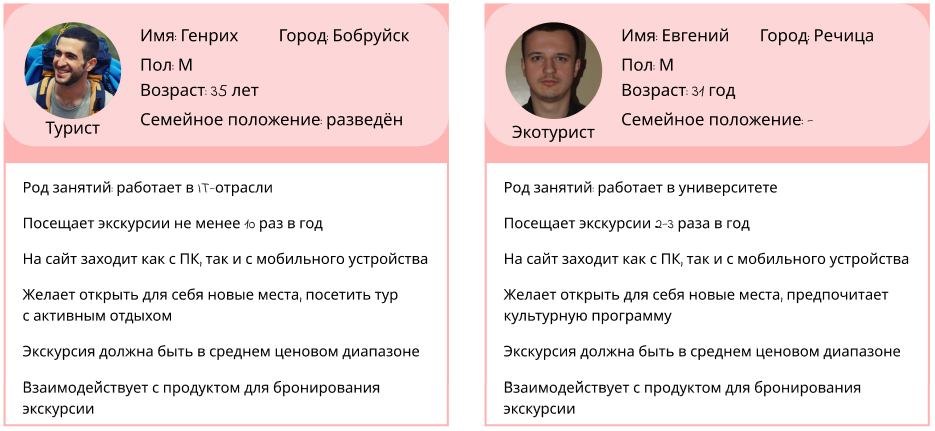 Имя: Генрих Город: Бобруйск
Пол: М
Возраст: 35 лет
Семейное положение: разведён
Турист
Род занятий: работает в IT-отрасли
Посещает экскурсии не менее 10 раз в год
На сайт заходит как с ПК, так и с мобильного устройства
Желает открыть для себя новые места, посетить тур
с активным отдыхом
Экскурсия должна быть в среднем ценовом диапазоне
Взаимодействует с продуктом для бронирования
экскурсии
Имя: Евгений Город: Речица
Пол: М
Возраст: 31 год
Семейное положение: -
Экотурист
Род занятий: работает в университете
Посещает экскурсии 2-3 раза в год
На сайт заходит как с ПК, так и с мобильного устройства
Желает открыть для себя новые места, предпочитает
культурную программу
Экскурсия должна быть в среднем ценовом диапазоне
Взаимодействует с продуктом для бронирования
экскурсии